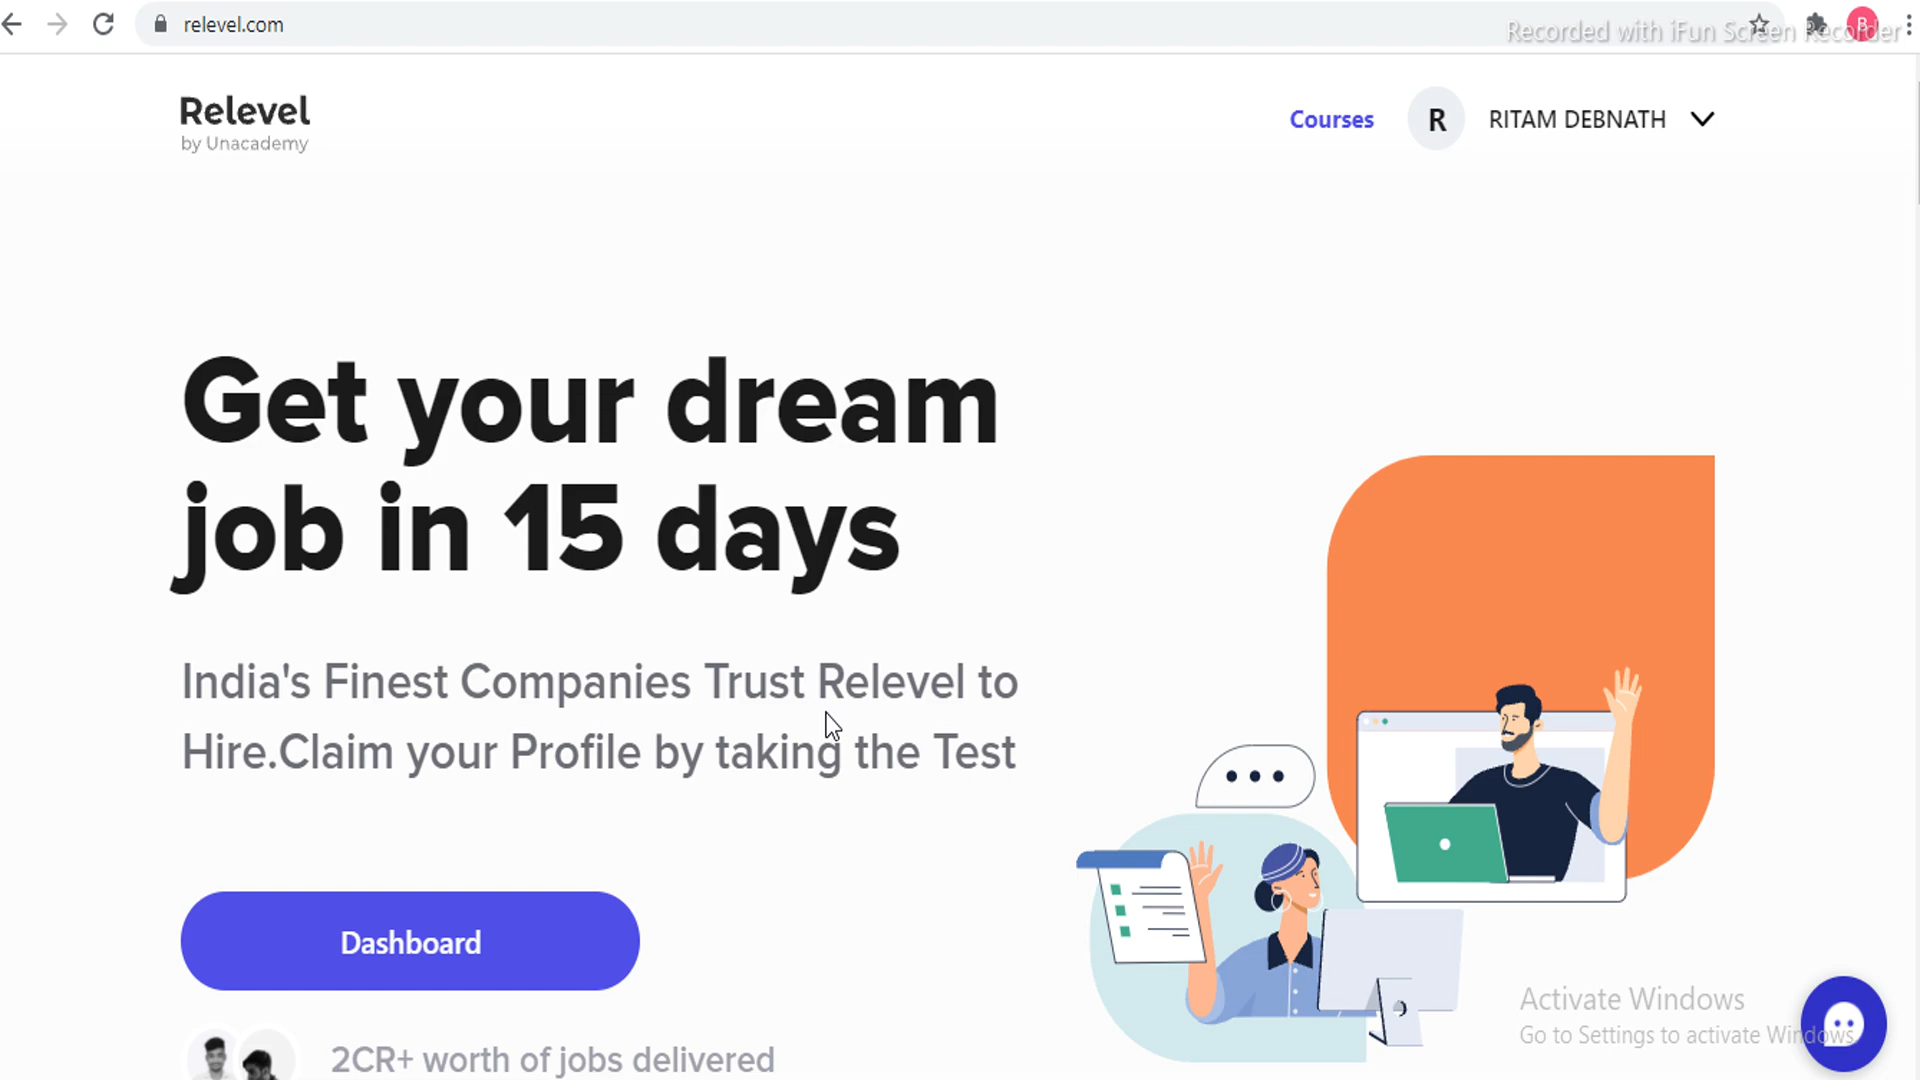 relevel.com
B
Recorded with iFun Screen Recorder
Relevel
by Unacademy
Courses
R
RITAM DEBNATH
Get your dream
job in 15 days
India's Finest Companies Trust Relevel to
Hire.Claim your Profile by taking the Test
Dashboard
2CR+ worth of jobs delivered
Activate Windows
Go to Settings to activate Windows.